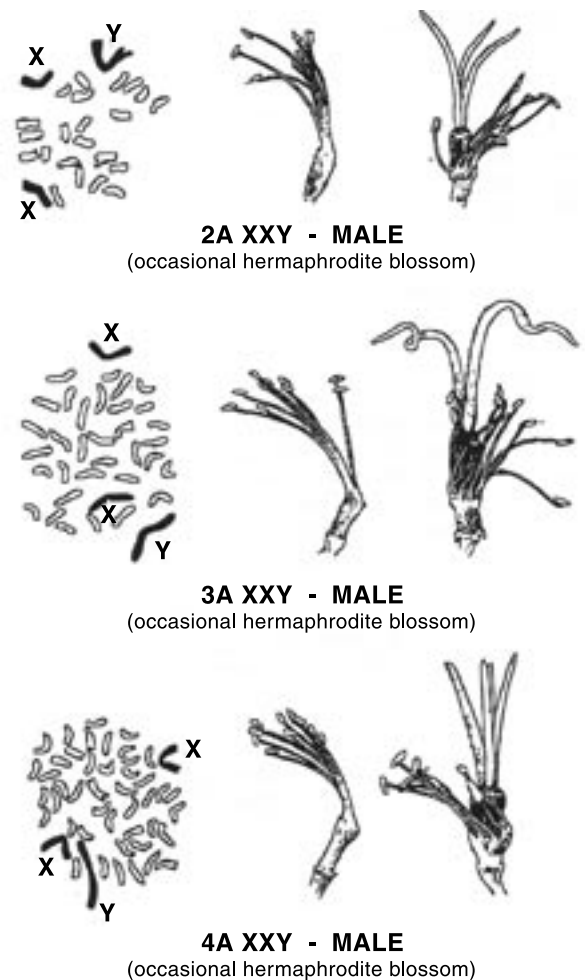 X
Y
X
2A XXY - MALE
(occasional hermaphrodite blossom)
X
X
Y
3A XXY - MALE
(occasional hermaphrodite blossom)
X
X
Y
4A XXY - MALE
(occasional hermaphrodite blossom)